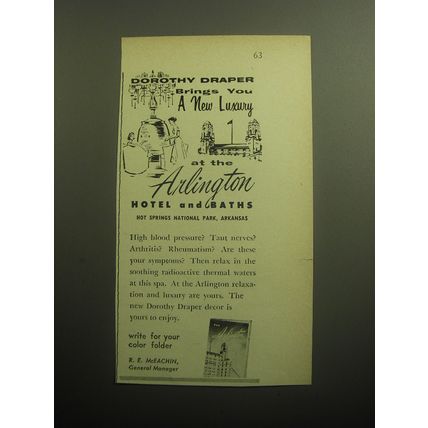 63
DOROTHY DRAPER
Brings You
A New Luxury
at the
Arlington
HOTEL and BATHS
HOT SPRINGS NATIONAL PARK, ARKANSAS
High blood pressure? Taut nerves?
Arthritis? Rheumatism? Are these
your symptoms? Then relax in the
soothing radioactive thermal waters
at this spa. At the Arlington relaxa-
tion and luxury are yours. The
new Dorothy Draper decor is
yours to enjoy.
write for your
color folder
R. E. McEACHIN,
General Manager
Arlington